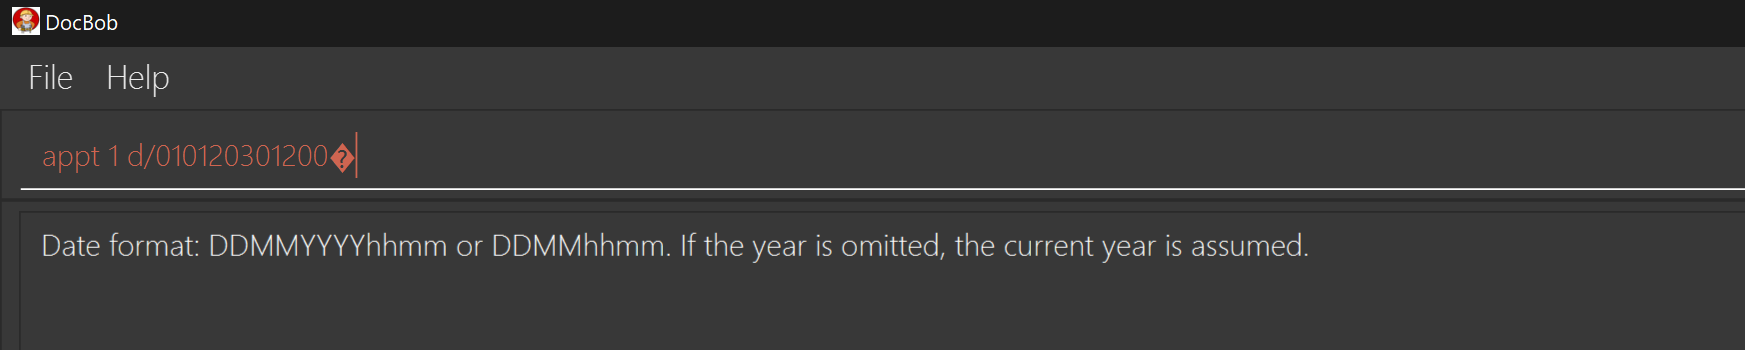 DocBob
File Help
appt 1 d/010120301200�
Date format: DDMMYYYYhhmm or DDMMhhmm. If the year is omitted, the current year is assumed.